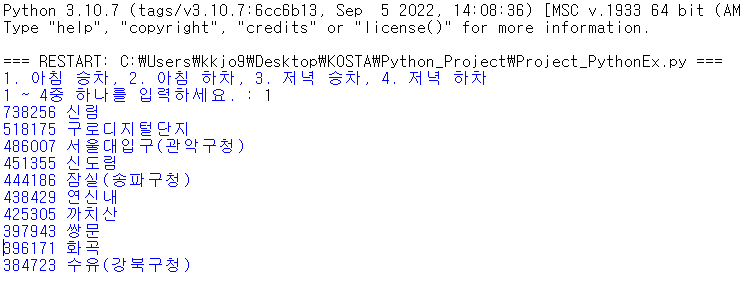 Python 3.10.7 (tags/v3.10.7:6cc6b13, Sep  5 2022, 14:08:36) [MSC v.1933 64 bit (AM
Type "help", "copyright", "credits" or "license()" for more information.
=== RESTART: C:₩Users₩kkjo9₩Desktop₩KOSTA₩Python_Project₩Project_PythonEx.py ===
1. 아침 승차, 2. 아침 하차, 3. 저녁 승차, 4. 저녁 하차
1 ~ 4중 하나를 입력하세요. : 1
738256 신림
518175 구로디지털단지
486007 서울대입구(관악구청)
451355 신도림
444186 잠실(송파구청)
438429 연신내
425305 까치산
397943 쌍문
396171 화곡
384723 수유(강북구청)